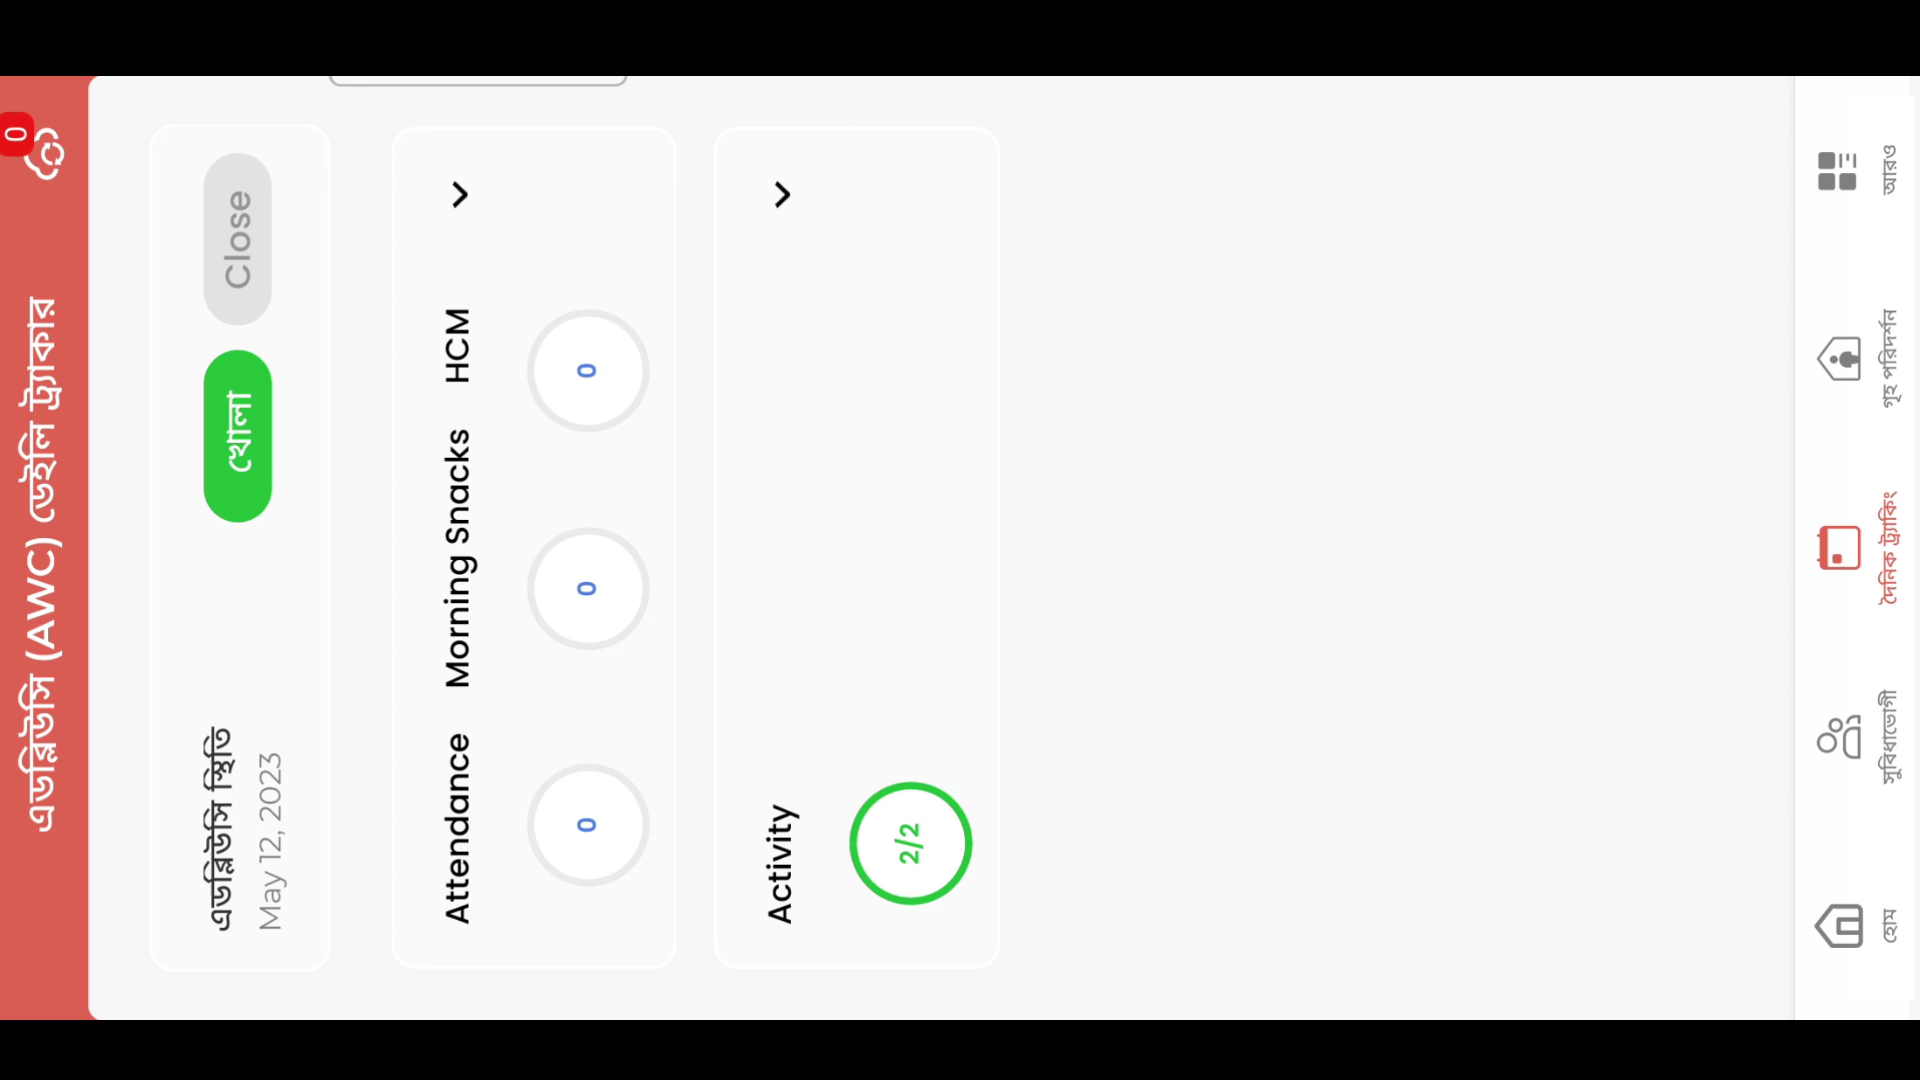 0
এডব্লিউসি (AWC) ডেইলি ট্র্যাকার
এডব্লিউসি স্থিতি
May 12, 2023
খোলা
Close
Attendance Morning Snacks HCM
0 0 0
Activity
2/2
হোম সুবিধাভোগী দৈনিক ট্র্যাকিং গৃহ পরিদর্শন আরও